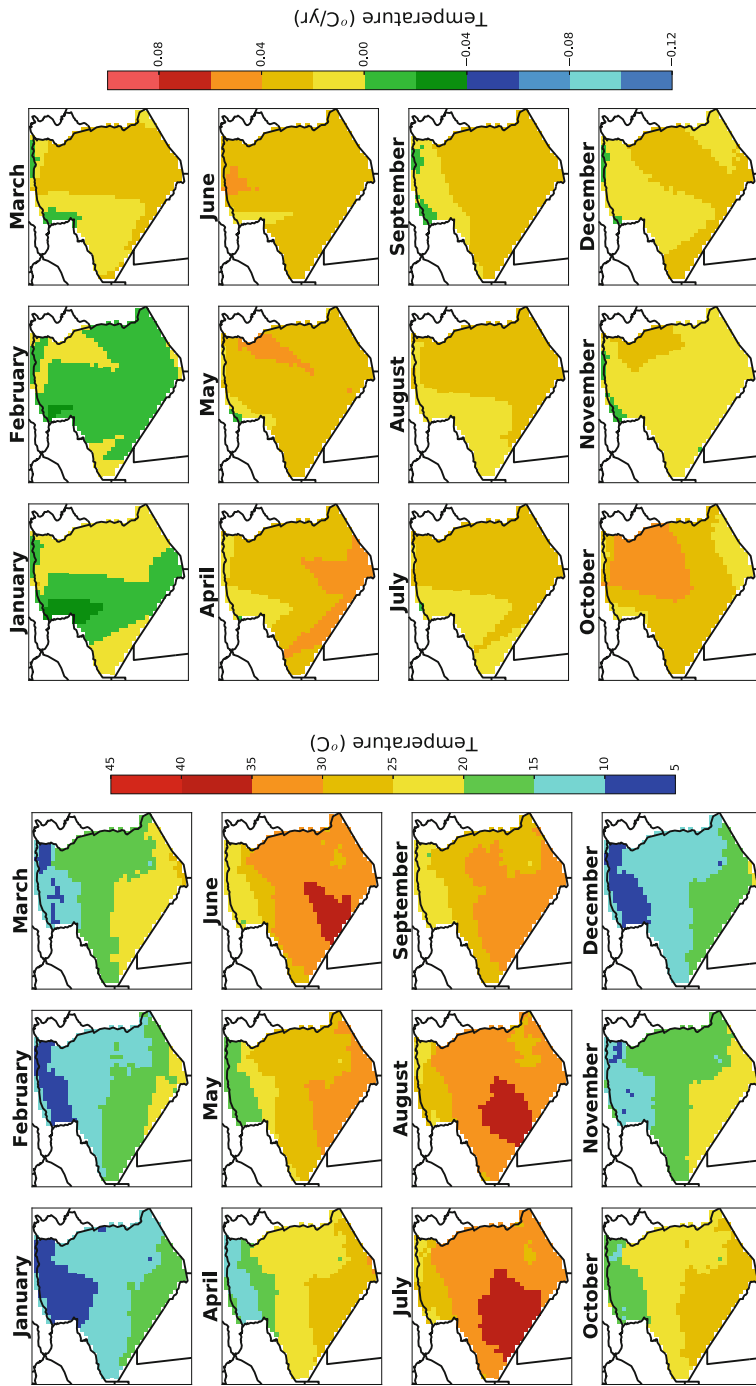 January
February
March
April
May
June
July
August
September
October
November
December
45
40
35
30
25
20
15
10
5
Temperature (°C)
January
February
March
April
May
June
July
August
September
October
November
December
0.08
0.04
0.00
−0.04
−0.08
−0.12
Temperature (°C/yr)